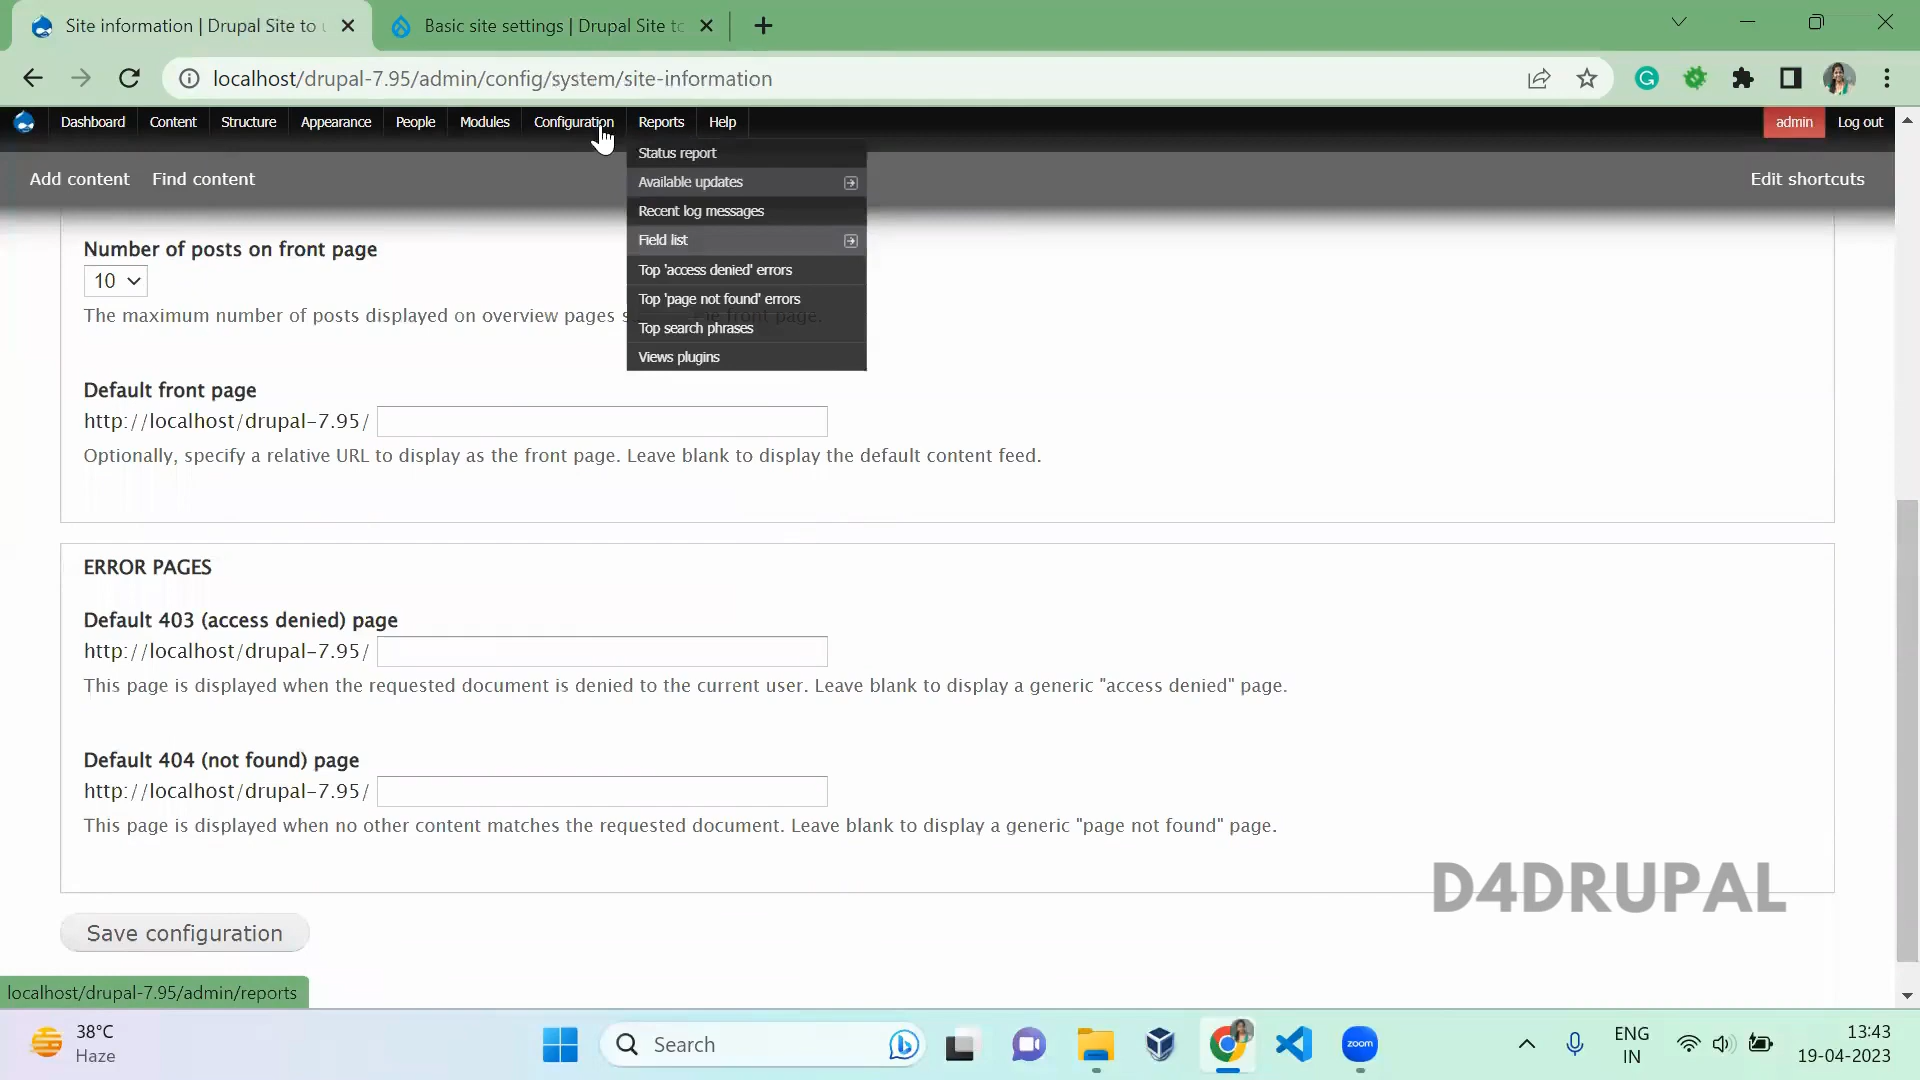 Site information | Drupal Site to
Basic site settings | Drupal Site to
localhost/drupal-7.95/admin/config/system/site-information
Dashboard Content Structure Appearance People Modules Configuration Reports Help admin Log out
Status report
Add content Find content Edit shortcuts
Available updates
Recent log messages
Field list
Top 'access denied' errors
Top 'page not found' errors
Top search phrases
Views plugins
Number of posts on front page
10
The maximum number of posts displayed on overview pages front page.
Default front page
http://localhost/drupal-7.95/
Optionally, specify a relative URL to display as the front page. Leave blank to display the default content feed.
ERROR PAGES
Default 403 (access denied) page
http://localhost/drupal-7.95/
This page is displayed when the requested document is denied to the current user. Leave blank to display a generic "access denied" page.
Default 404 (not found) page
http://localhost/drupal-7.95/
This page is displayed when no other content matches the requested document. Leave blank to display a generic "page not found" page.
D4DRUPAL
Save configuration
localhost/drupal-7.95/admin/reports
38°C
Haze
Search
zoom
ENG
IN
13:43
19-04-2023